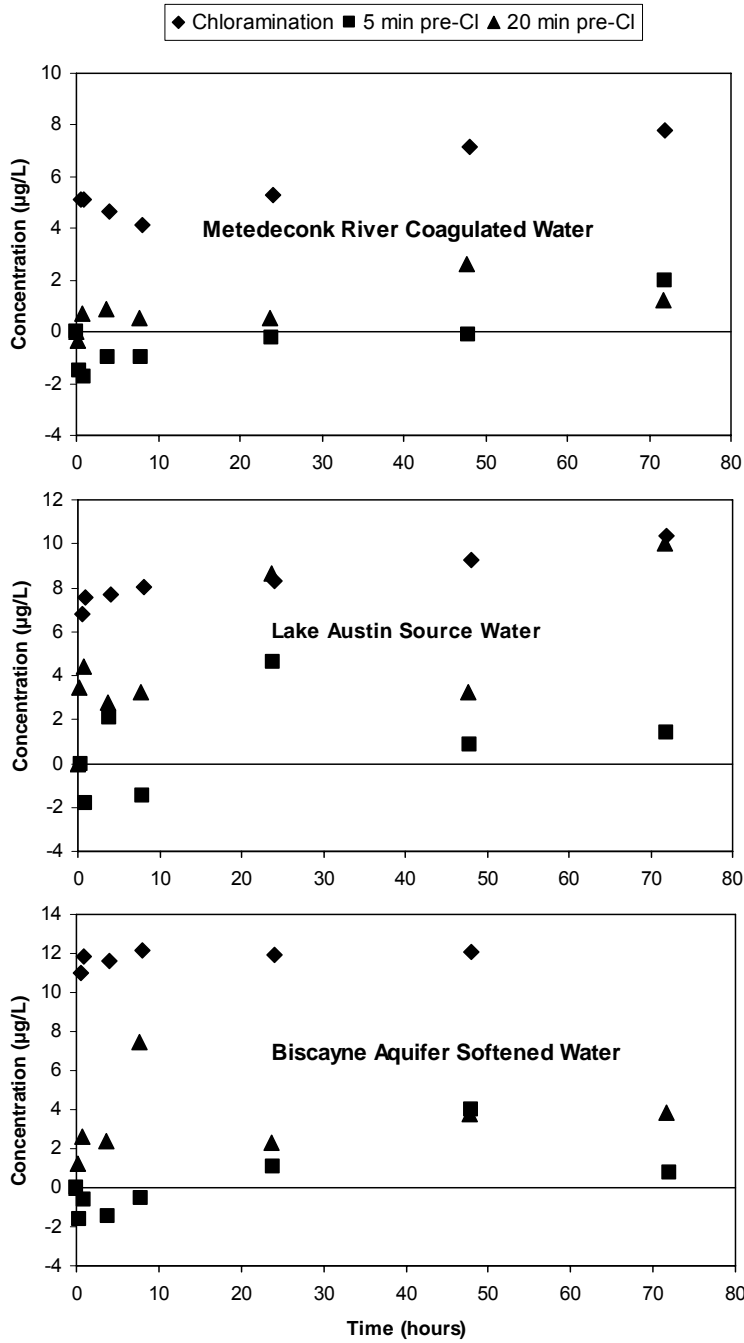 Chloramination 5 min pre-Cl 20 min pre-Cl
10
8
6
4
2
0
-2
-4
Concentration (µg/L)
Metedeconk River Coagulated Water
0 10 20 30 40 50 60 70 80
12
10
8
6
4
2
0
-2
-4
Concentration (µg/L)
Lake Austin Source Water
0 10 20 30 40 50 60 70 80
14
12
10
8
6
4
2
0
-2
-4
Concentration (µg/L)
Biscayne Aquifer Softened Water
0 10 20 30 40 50 60 70 80
Time (hours)